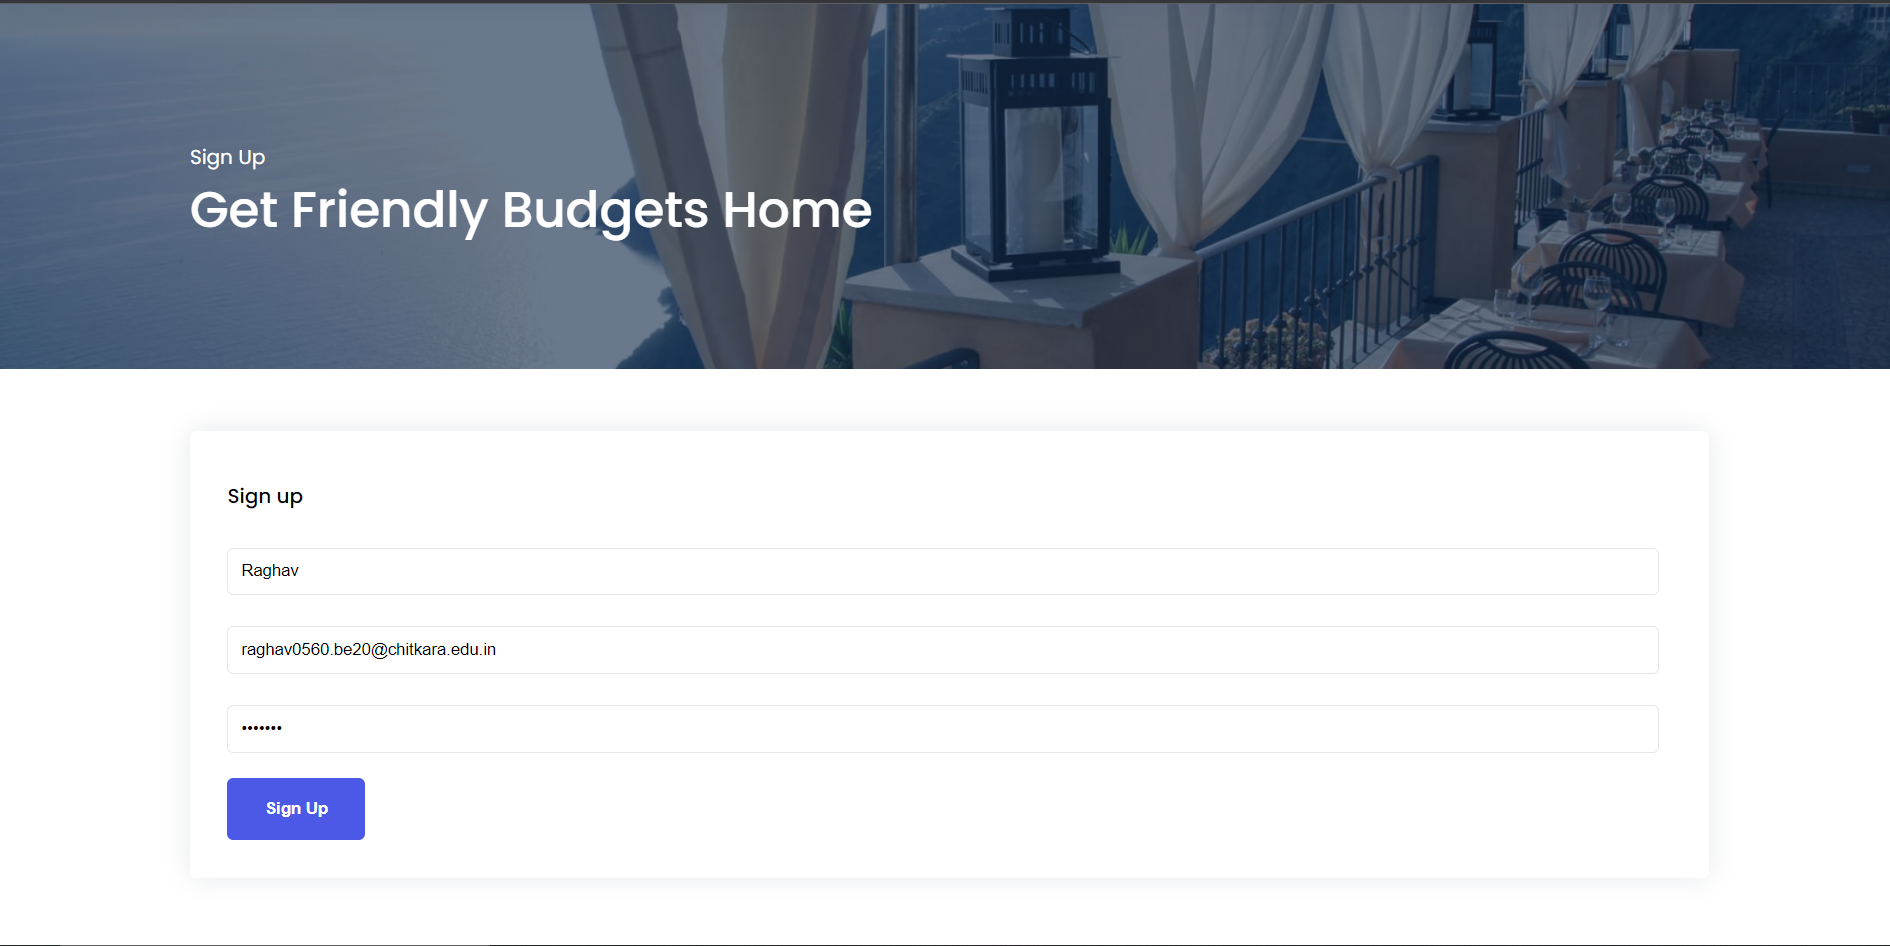 Sign Up
Get Friendly Budgets Home
Sign up
Raghav
raghav0560.be20@chitkara.edu.in
•••••••
Sign Up